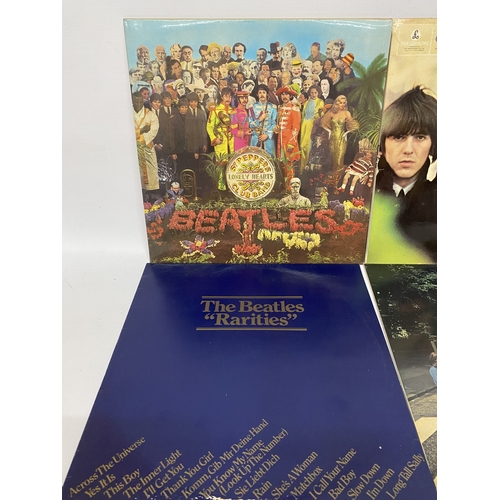 SGT. PEPPER'S
LONELY HEARTS
CLUB BAND
BEATLES
The Beatles
"Rarities"
Across The Universe
Yes It Is
This Boy
The Inner Light
I'll Get You
Thank You Girl
Komm, Gib Mir Deine Hand
You Know My Name
(Look Up the Number)
Sie Liebt Dich
Rain
She's A Woman
Matchbox
I Call Your Name
Bad Boy
Slow Down
I'm Down
Long Tall Sally